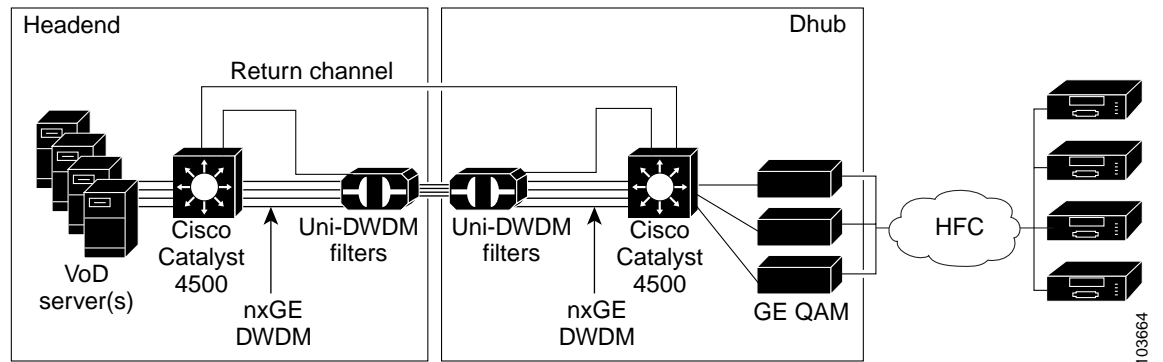 Headend
Dhub
Return channel
VoD
server(s)
Cisco
Catalyst
4500
Uni-DWDM
filters
Uni-DWDM
filters
Cisco
Catalyst
4500
nxGE
DWDM
nxGE
DWDM
GE QAM
HFC
103664